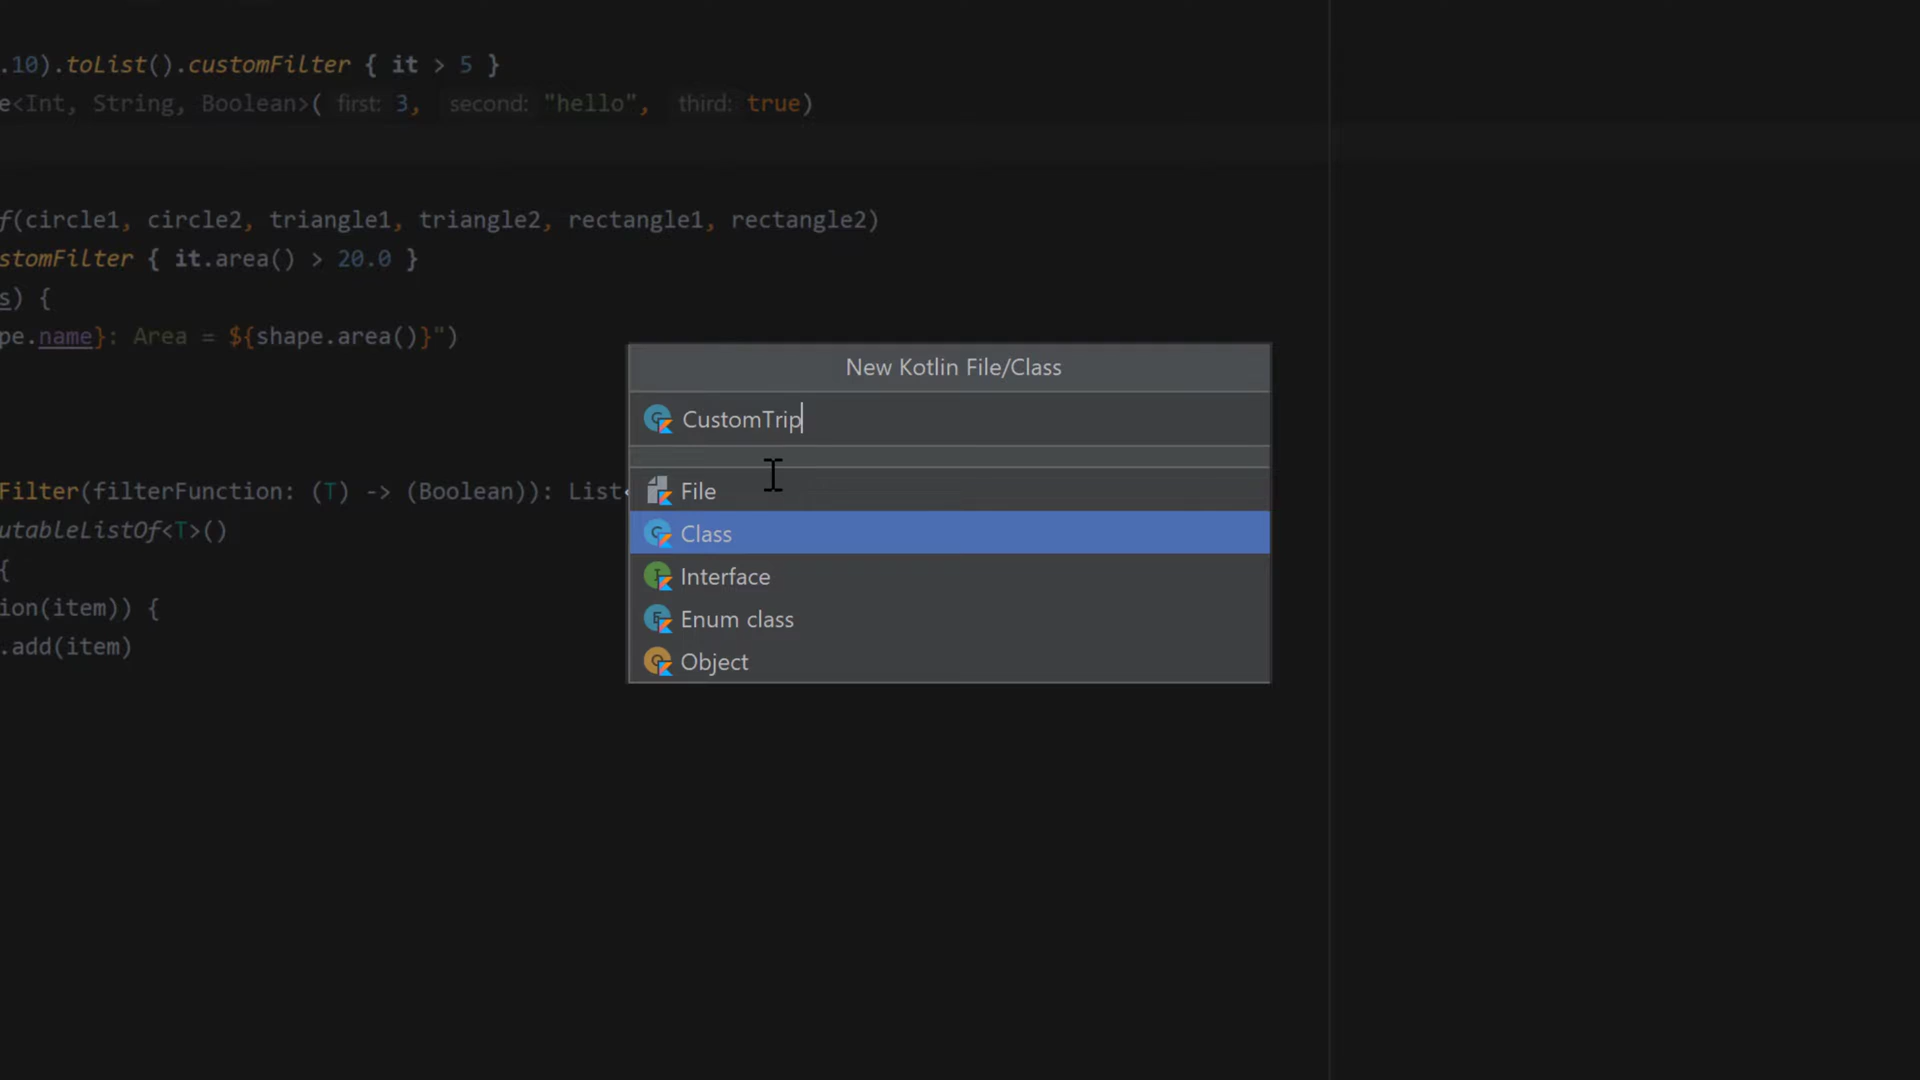 .10).toList().customFilter { it > 5 }
e<Int, String, Boolean>( first: 3, second: "hello", third: true)
f(circle1, circle2, triangle1, triangle2, rectangle1, rectangle2)
stomFilter { it.area() > 20.0 }
s) {
pe.name}: Area = ${shape.area()}")
New Kotlin File/Class
CustomTrip
Filter(filterFunction: (T) -> (Boolean)): List<
File
utableListOf<T>()
Class
{
Interface
ion(item)) {
Enum class
.add(item)
Object